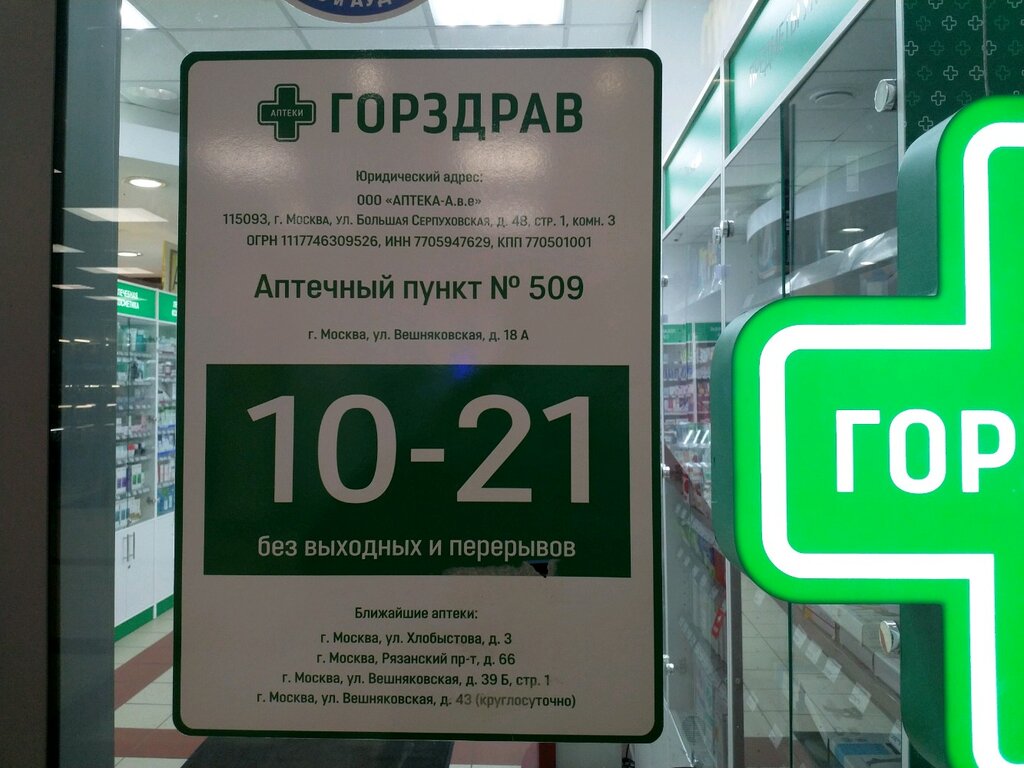 и АУД
АПТЕКИ
ГОРЗДРАВ
Юридический адрес:
ООО «АПТЕКА-А.в.е»
115093, г. Москва, ул. Большая Серпуховская, д. 48, стр. 1, комн. 3
ОГРН 1117746309526, ИНН 7705947629, КПП 770501001
Аптечный пункт № 509
г. Москва, ул. Вешняковская, д. 18 А
10-21
без выходных и перерывов
Ближайшие аптеки:
г. Москва, ул. Хлобыстова, д. 3
г. Москва, Рязанский пр-т, д. 66
г. Москва, ул. Вешняковская, д. 39 Б, стр. 1
г. Москва, ул. Вешняковская, д. 43 (круглосуточно)
ГОР